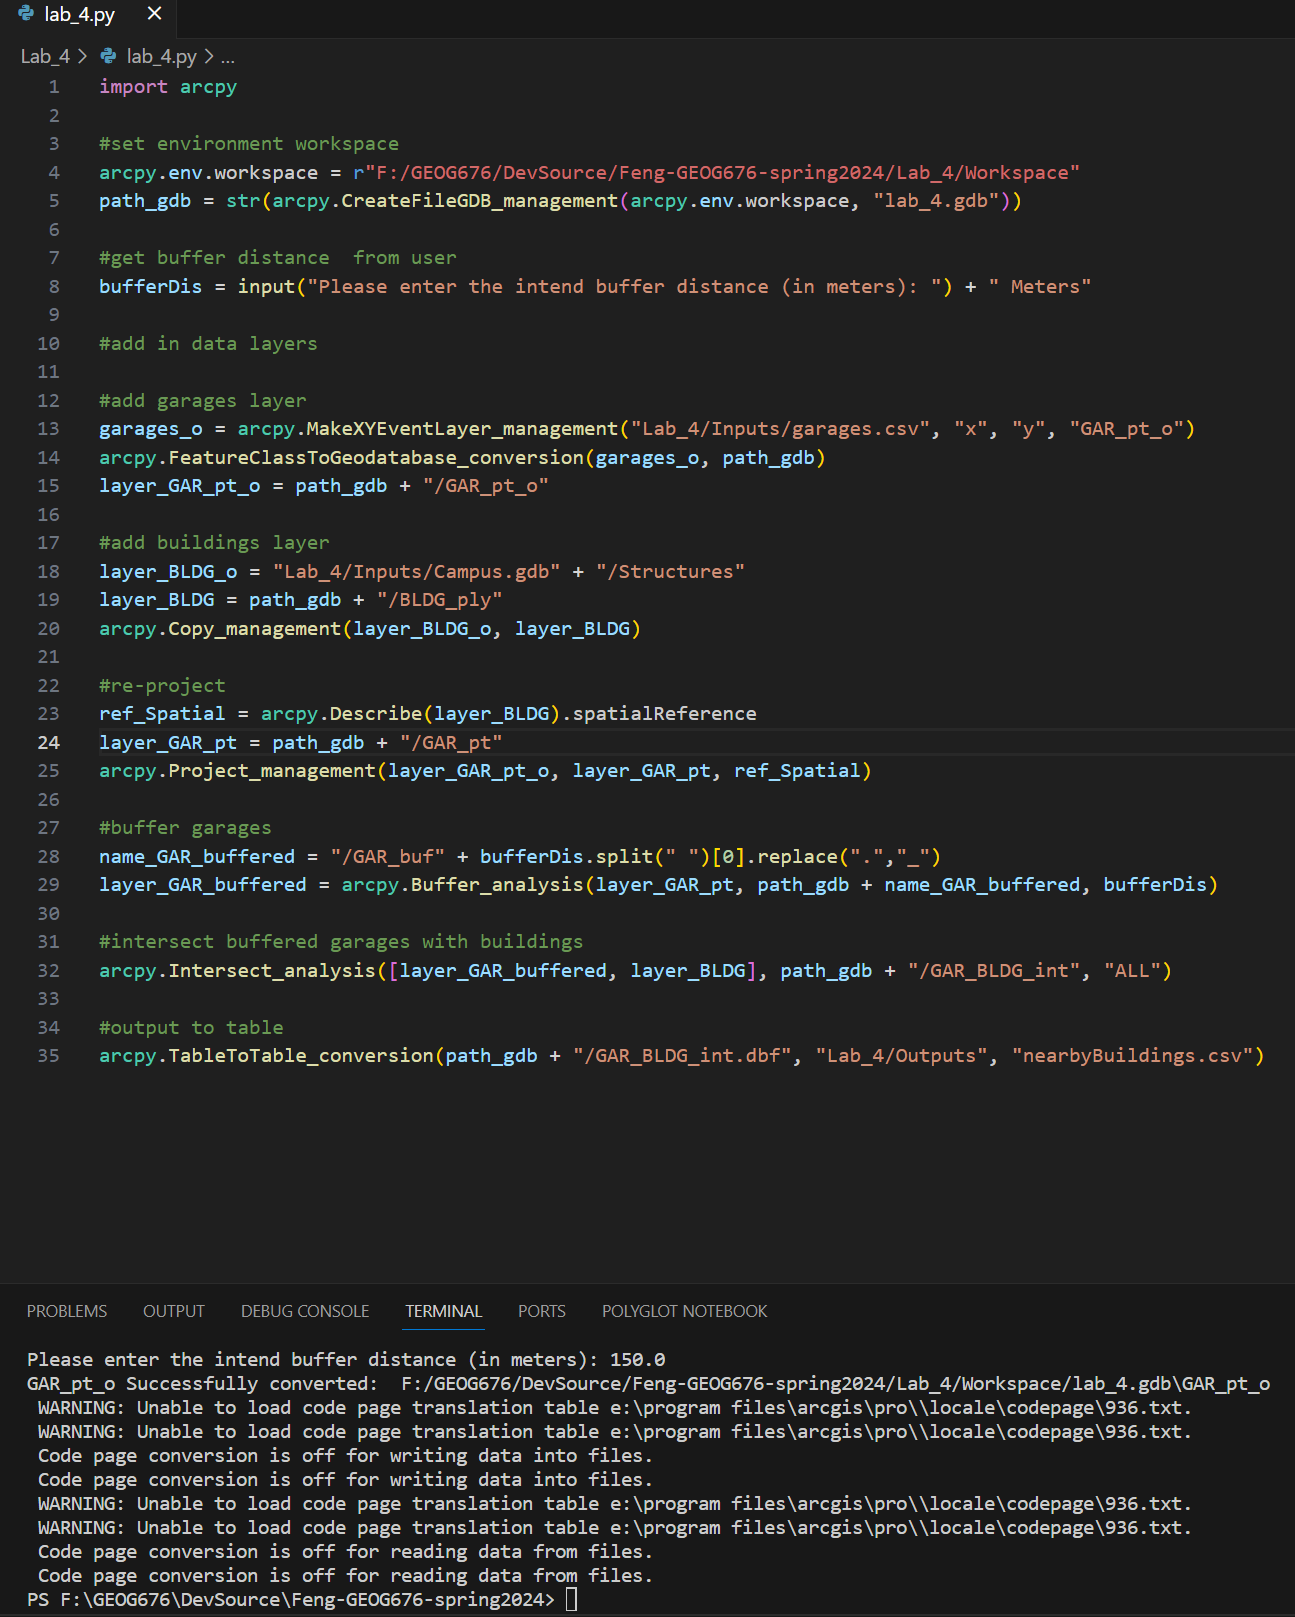 lab_4.py ×
Lab_4 > lab_4.py > ...
1 import arcpy
2
3 #set environment workspace
4 arcpy.env.workspace = r"F:/GEOG676/DevSource/Feng-GEOG676-spring2024/Lab_4/Workspace"
5 path_gdb = str(arcpy.CreateFileGDB_management(arcpy.env.workspace, "lab_4.gdb"))
6
7 #get buffer distance  from user
8 bufferDis = input("Please enter the intend buffer distance (in meters): ") + " Meters"
9
10 #add in data layers
11
12 #add garages layer
13 garages_o = arcpy.MakeXYEventLayer_management("Lab_4/Inputs/garages.csv", "x", "y", "GAR_pt_o")
14 arcpy.FeatureClassToGeodatabase_conversion(garages_o, path_gdb)
15 layer_GAR_pt_o = path_gdb + "/GAR_pt_o"
16
17 #add buildings layer
18 layer_BLDG_o = "Lab_4/Inputs/Campus.gdb" + "/Structures"
19 layer_BLDG = path_gdb + "/BLDG_ply"
20 arcpy.Copy_management(layer_BLDG_o, layer_BLDG)
21
22 #re-project
23 ref_Spatial = arcpy.Describe(layer_BLDG).spatialReference
24 layer_GAR_pt = path_gdb + "/GAR_pt"
25 arcpy.Project_management(layer_GAR_pt_o, layer_GAR_pt, ref_Spatial)
26
27 #buffer garages
28 name_GAR_buffered = "/GAR_buf" + bufferDis.split(" ")[0].replace(".","_")
29 layer_GAR_buffered = arcpy.Buffer_analysis(layer_GAR_pt, path_gdb + name_GAR_buffered, bufferDis)
30
31 #intersect buffered garages with buildings
32 arcpy.Intersect_analysis([layer_GAR_buffered, layer_BLDG], path_gdb + "/GAR_BLDG_int", "ALL")
33
34 #output to table
35 arcpy.TableToTable_conversion(path_gdb + "/GAR_BLDG_int.dbf", "Lab_4/Outputs", "nearbyBuildings.csv")
PROBLEMS OUTPUT DEBUG CONSOLE TERMINAL PORTS POLYGLOT NOTEBOOK
Please enter the intend buffer distance (in meters): 150.0
GAR_pt_o Successfully converted:  F:/GEOG676/DevSource/Feng-GEOG676-spring2024/Lab_4/Workspace/lab_4.gdb\GAR_pt_o
WARNING: Unable to load code page translation table e:\program files\arcgis\pro\\locale\codepage\936.txt.
WARNING: Unable to load code page translation table e:\program files\arcgis\pro\\locale\codepage\936.txt.
Code page conversion is off for writing data into files.
Code page conversion is off for writing data into files.
WARNING: Unable to load code page translation table e:\program files\arcgis\pro\\locale\codepage\936.txt.
WARNING: Unable to load code page translation table e:\program files\arcgis\pro\\locale\codepage\936.txt.
Code page conversion is off for reading data from files.
Code page conversion is off for reading data from files.
PS F:\GEOG676\DevSource\Feng-GEOG676-spring2024>